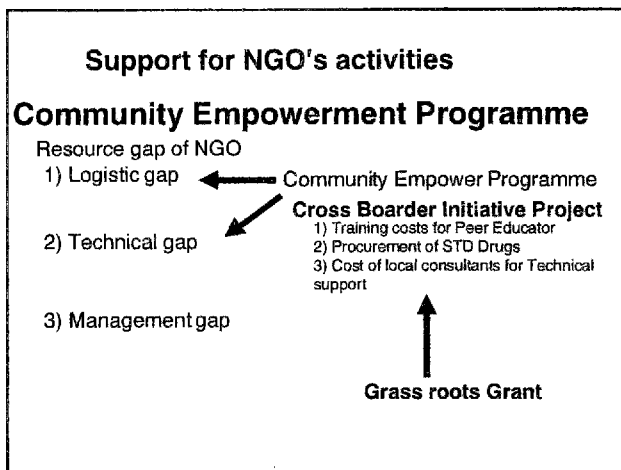 Support for NGO's activities
Community Empowerment Programme
Resource gap of NGO
1) Logistic gap
Community Empower Programme
Cross Boarder Initiative Project
1) Training costs for Peer Educator
2) Procurement of STD Drugs
3) Cost of local consultants for Technical
support
2) Technical gap
3) Management gap
Grass roots Grant